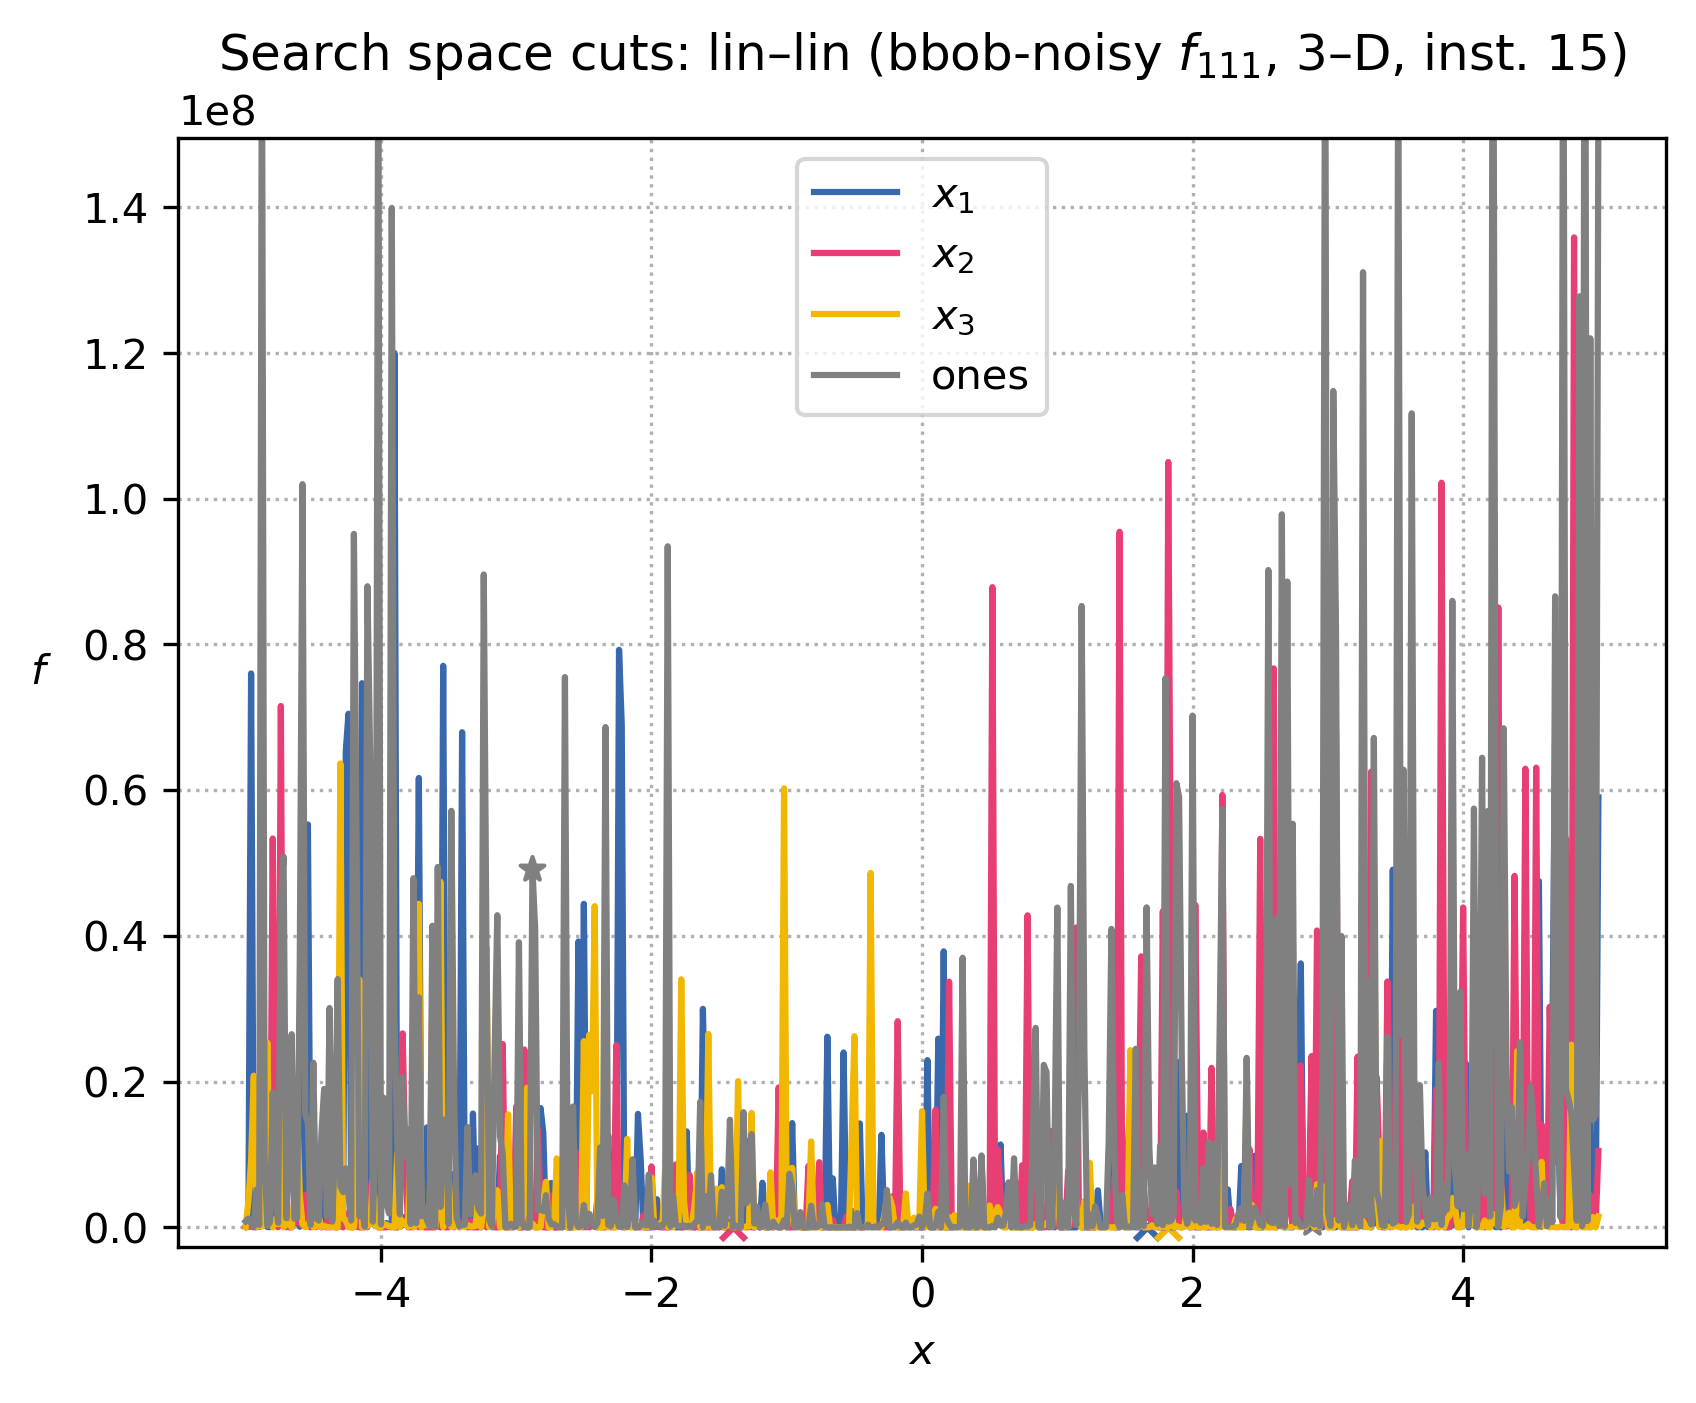 Search space cuts: lin–lin (bbob-noisy f₁₁₁, 3–D, inst. 15)
1e8
x₁
x₂
x₃
ones
1.4
1.2
1.0
0.8
0.6
0.4
0.2
0.0
f
−4
−2
0
2
4
x